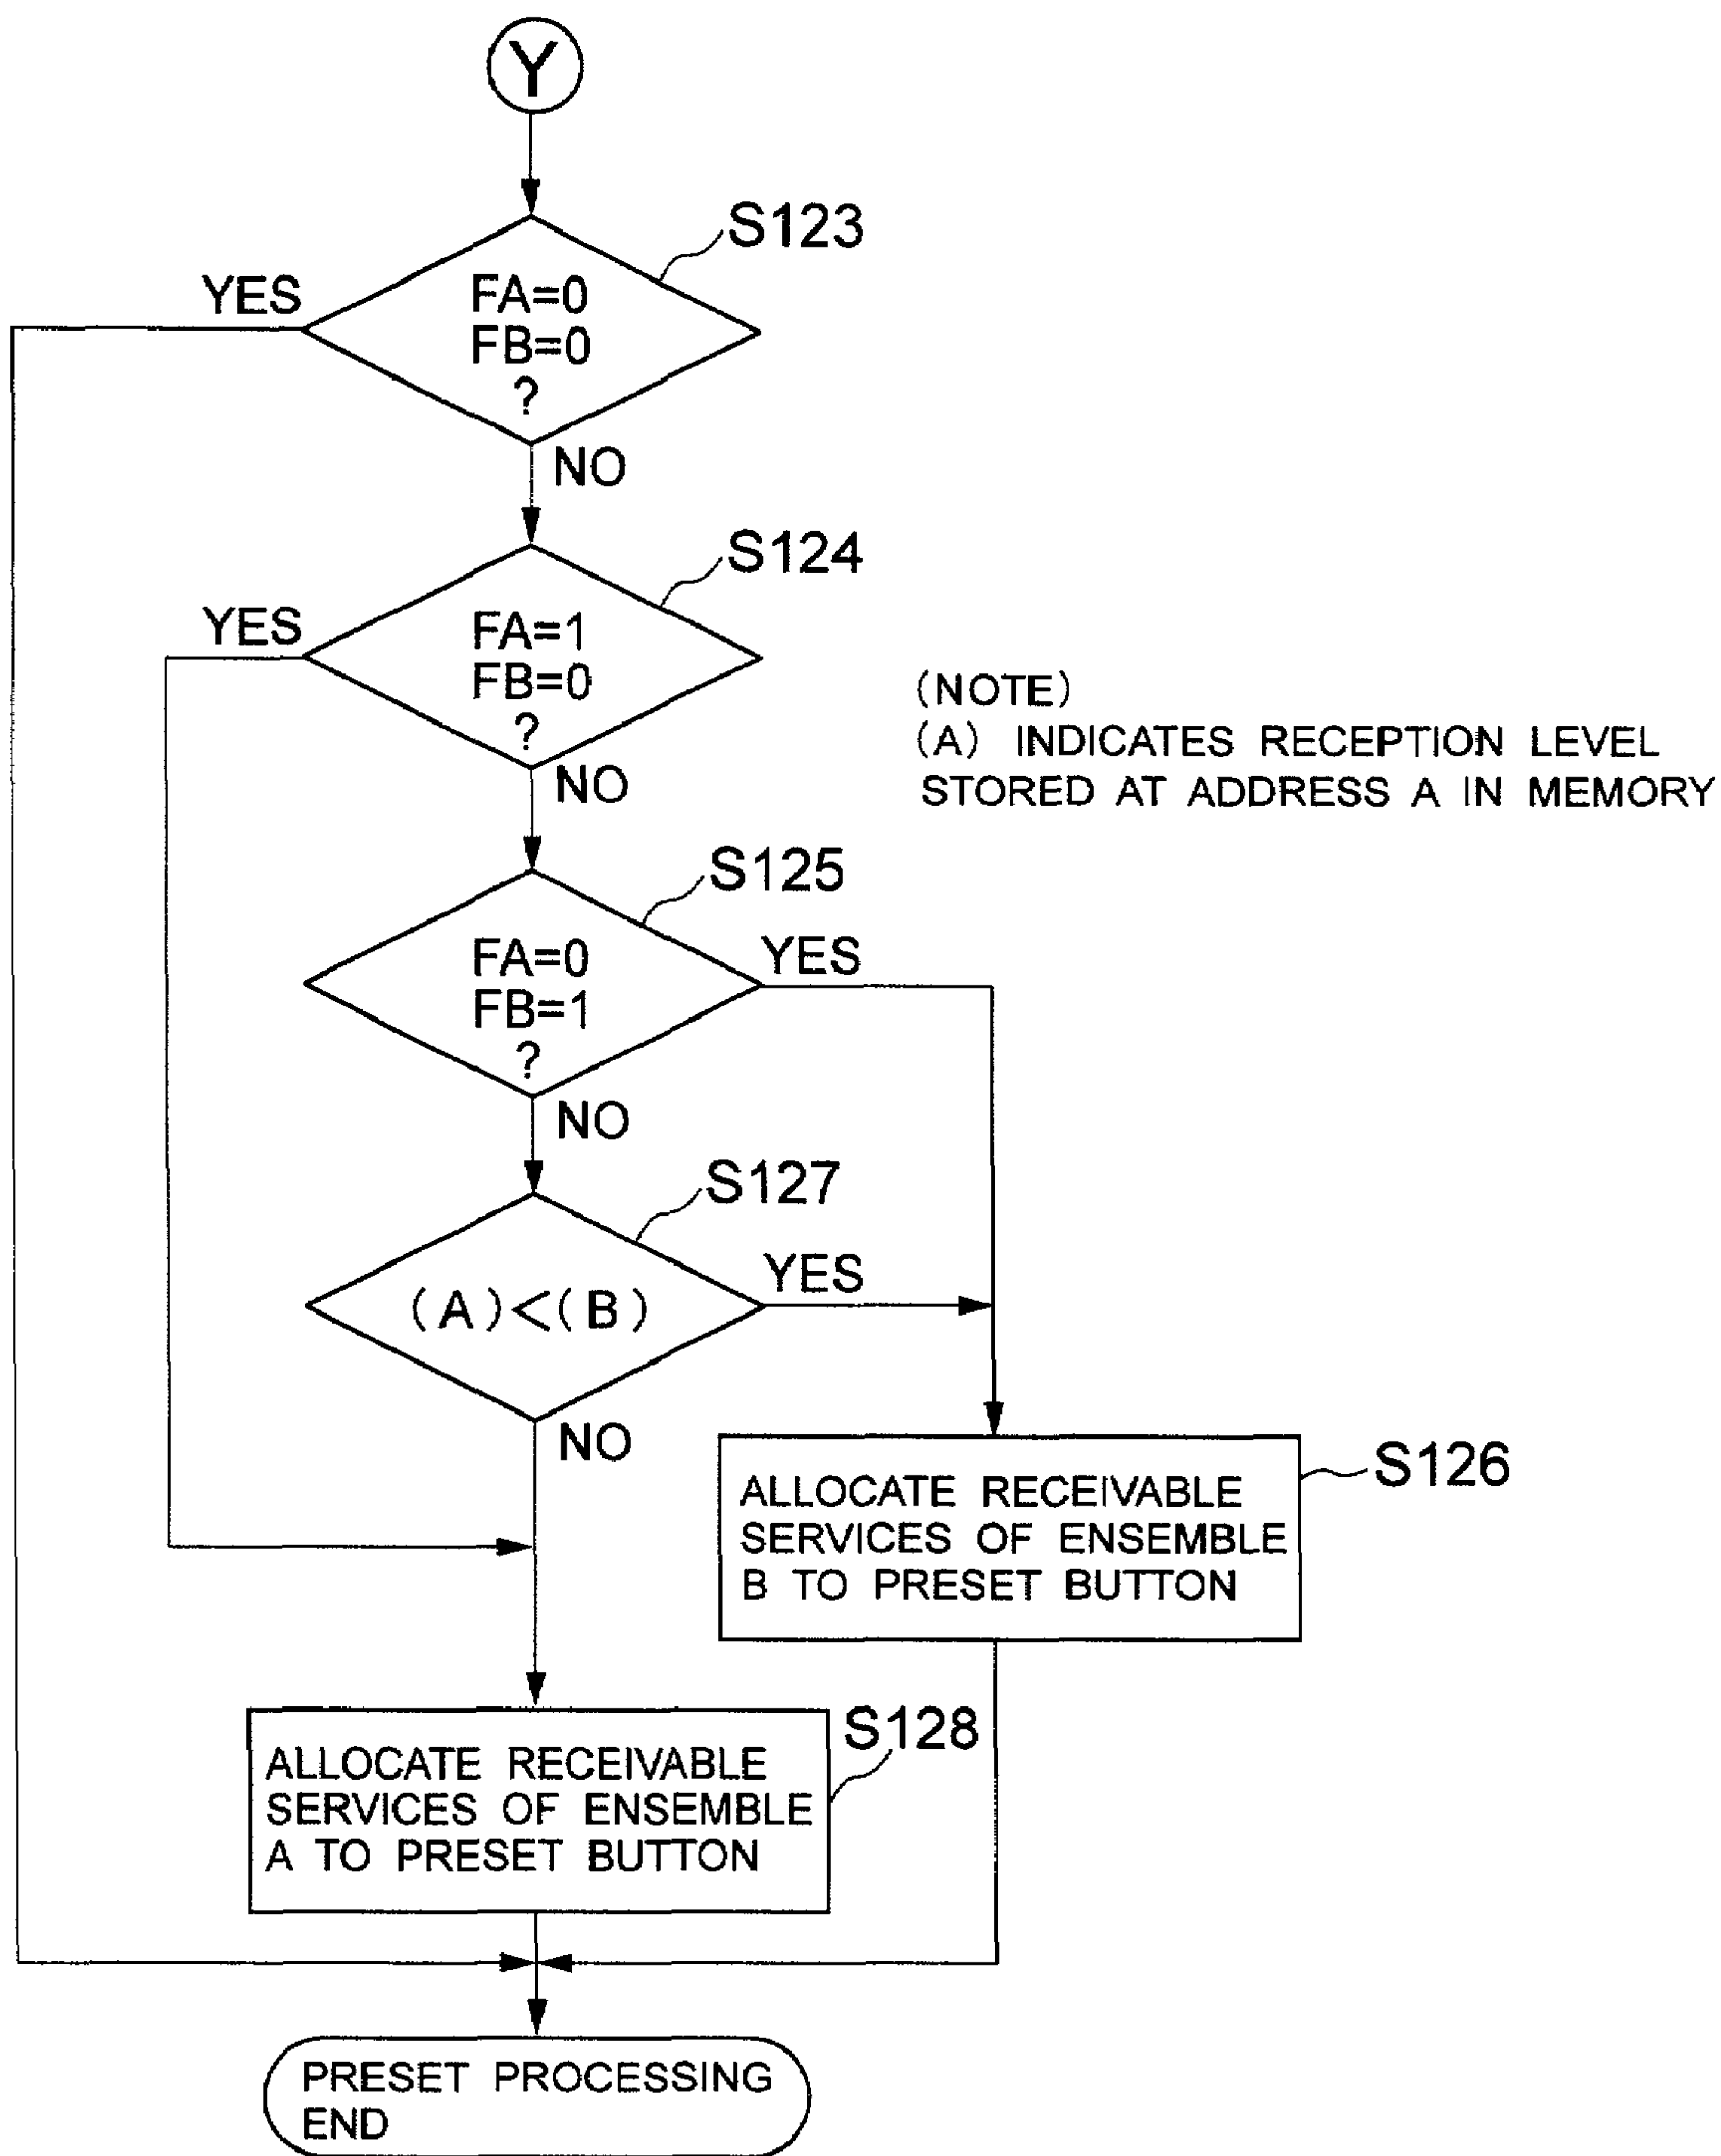 Y
S123
YES
FA=0
FB=0
?
NO
S124
YES
FA=1
FB=0
?
NO
(NOTE)
(A) INDICATES RECEPTION LEVEL
STORED AT ADDRESS A IN MEMORY
S125
FA=0
FB=1
?
YES
NO
S127
(A)<(B)
YES
NO
S126
ALLOCATE RECEIVABLE
SERVICES OF ENSEMBLE
B TO PRESET BUTTON
S128
ALLOCATE RECEIVABLE
SERVICES OF ENSEMBLE
A TO PRESET BUTTON
PRESET PROCESSING
END